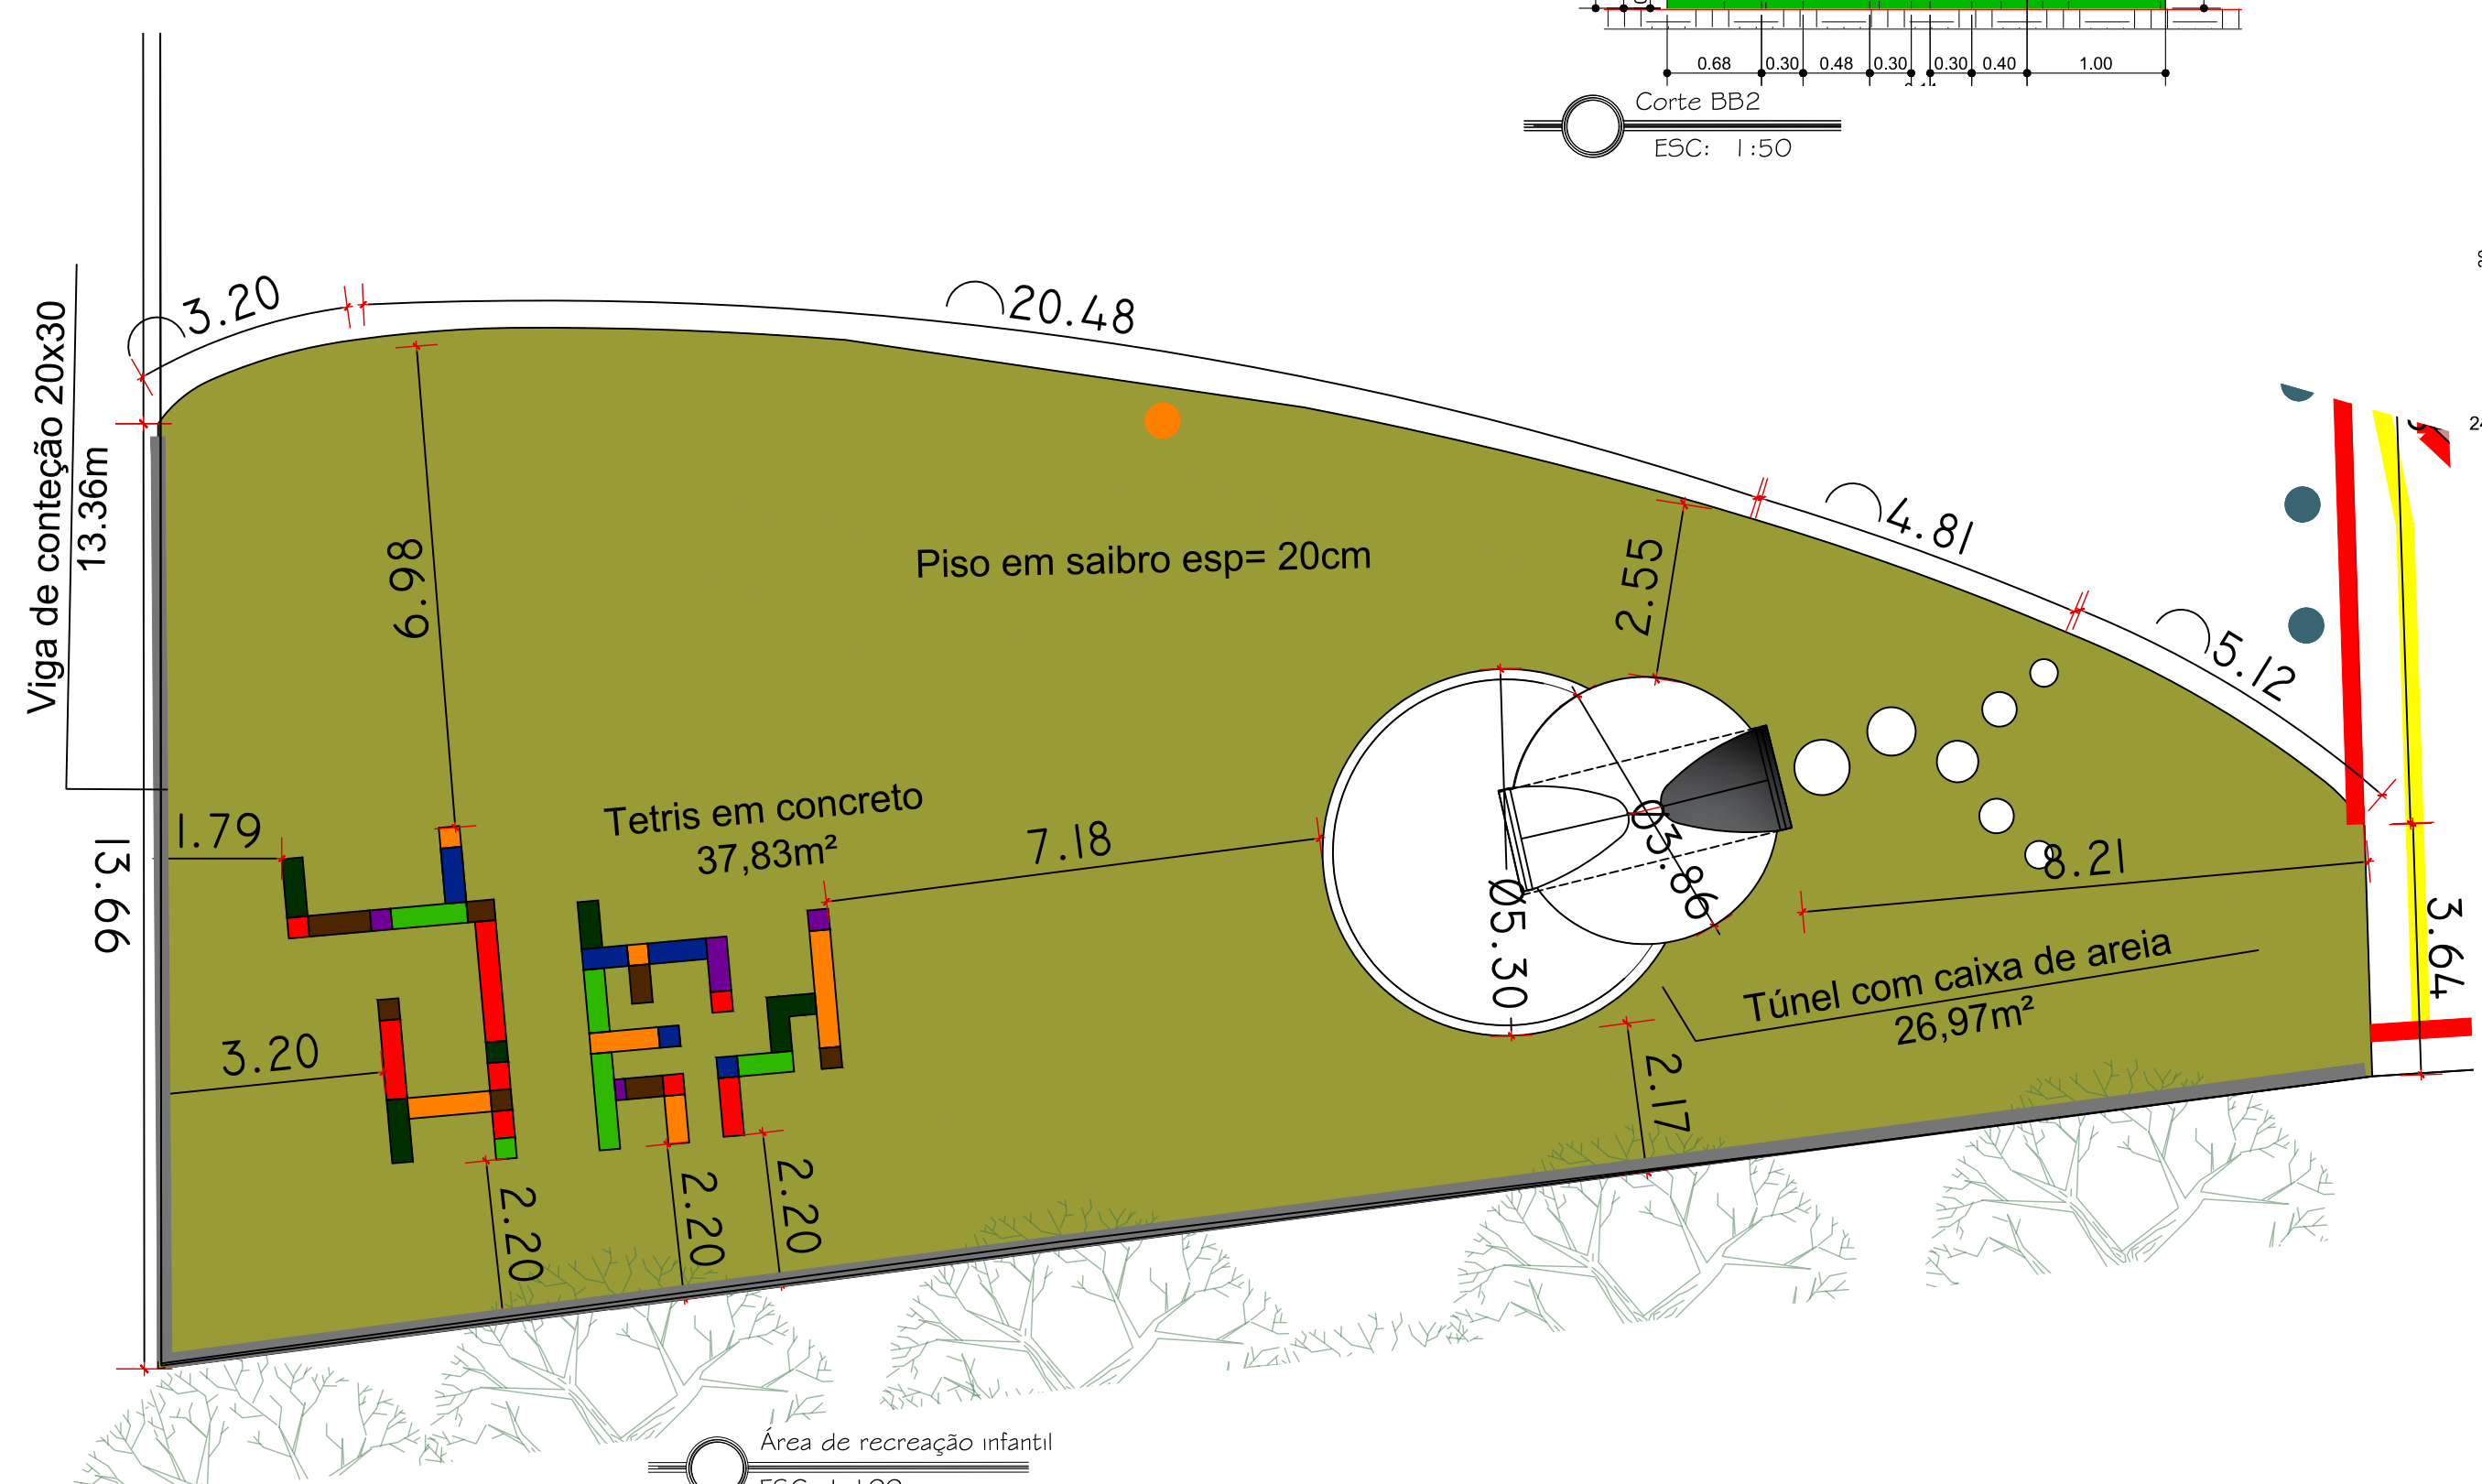 0.68 0.30 0.48 0.30 0.30 0.40 1.00
Corte BB2
ESC: 1:50
3.20
20.48
4.81
5.12
Viga de conteção 20x30
13.36m
6.98
Piso em saibro esp= 20cm
2.55
24
1.79
Tetris em concreto
37,83m²
7.18
Ø3.86
8.21
13.66
Ø5.30
3.64
Túnel com caixa de areia
26,97m²
3.20
2.17
2.20
2.20
2.20
Área de recreação infantil